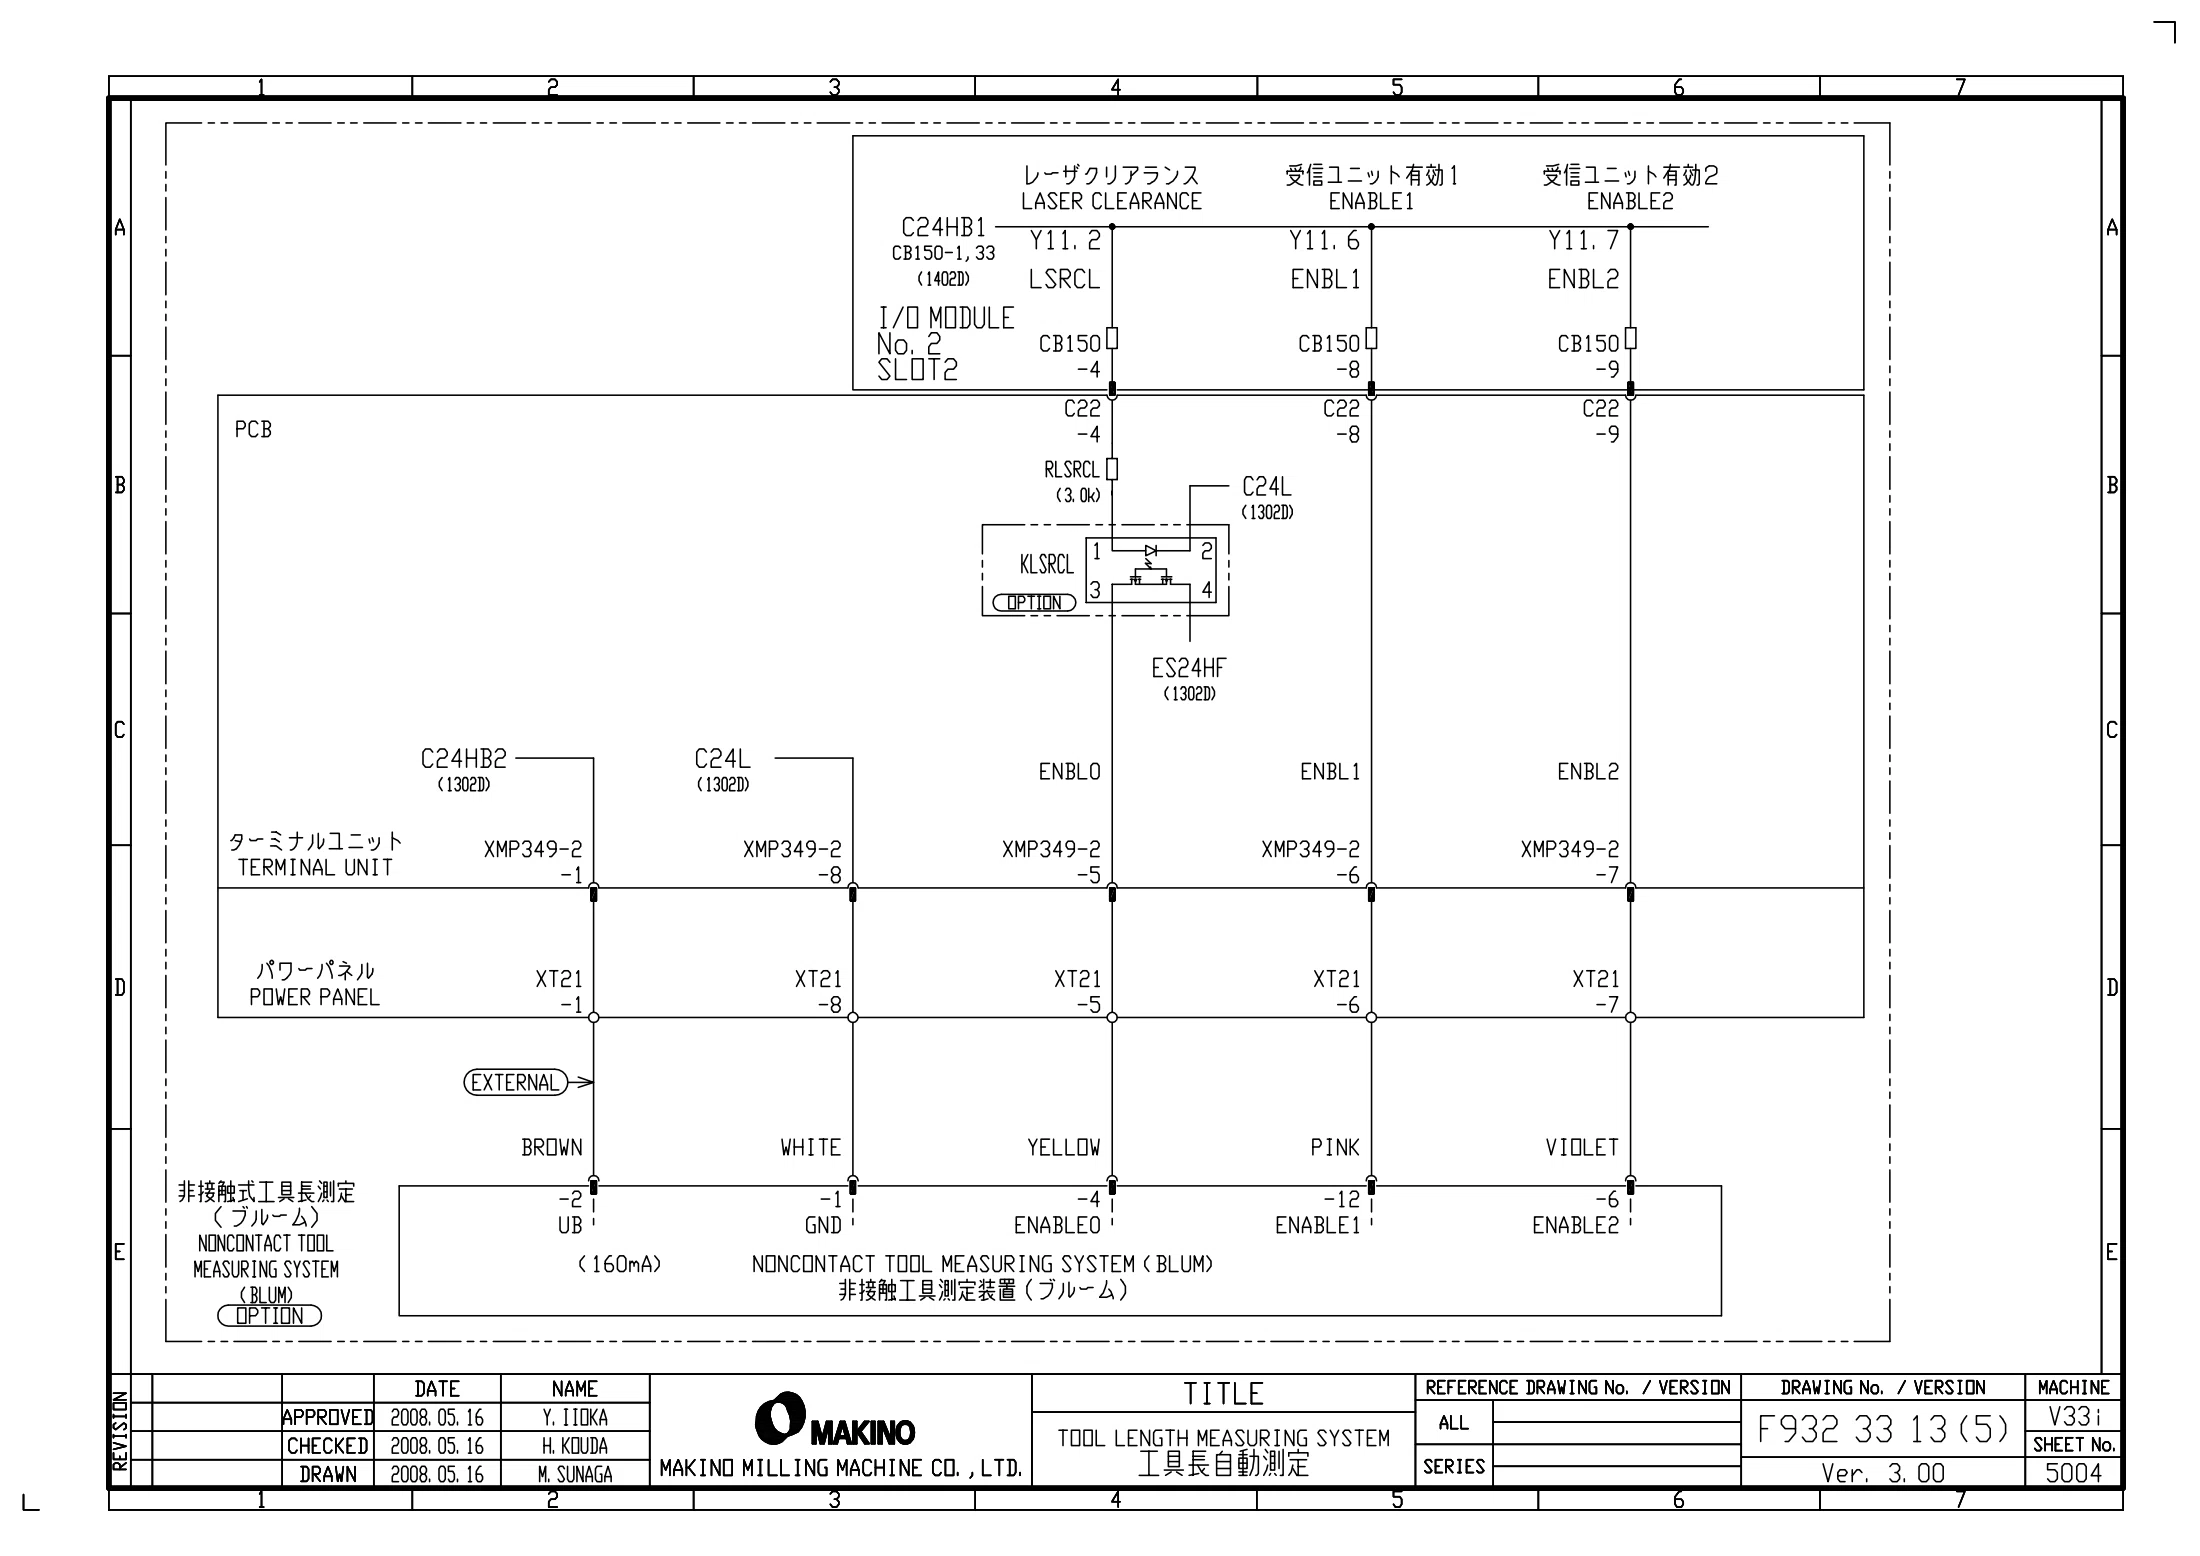 1 2 3 4 5 6 7
レーザクリアランス 受信ユニット有効1 受信ユニット有効2
LASER CLEARANCE ENABLE1 ENABLE2
A C24HB1 A
Y11.2 Y11.6 Y11.7
CB150-1,33
(1402D) LSRCL ENBL1 ENBL2
I/O MODULE
No.2 CB150 CB150 CB150
SLOT2 -4 -8 -9
C22 C22 C22
PCB -4 -8 -9
RLSRCL
B (3.0k) C24L B
(1302D)
1 2
KLSRCL
3 4
OPTION
ES24HF
(1302D)
C C
C24HB2 C24L ENBL0 ENBL1 ENBL2
(1302D) (1302D)
ターミナルユニット XMP349-2 XMP349-2 XMP349-2 XMP349-2 XMP349-2
TERMINAL UNIT -1 -8 -5 -6 -7
パワーパネル XT21 XT21 XT21 XT21 XT21
D POWER PANEL -1 -8 -5 -6 -7 D
EXTERNAL
BROWN WHITE YELLOW PINK VIOLET
-2 -1 -4 -12 -6
UB GND ENABLE0 ENABLE1 ENABLE2
(160mA) NONCONTACT TOOL MEASURING SYSTEM(BLUM)
非接触工具測定装置(ブルーム)
非接触式工具長測定
(ブルーム)
NONCONTACT TOOL
E E
MEASURING SYSTEM
(BLUM)
OPTION
REVISION
DATE NAME
APPROVED 2008.05.16 Y.IIOKA
CHECKED 2008.05.16 H.KOUDA
DRAWN 2008.05.16 M.SUNAGA
MAKINO
MAKINO MILLING MACHINE CO.,LTD.
TITLE
TOOL LENGTH MEASURING SYSTEM
工具長自動測定
REFERENCE DRAWING No. / VERSION
ALL
SERIES
DRAWING No. / VERSION
F932 33 13(5)
Ver. 3.00
MACHINE
V33i
SHEET No.
5004
1 2 3 4 5 6 7